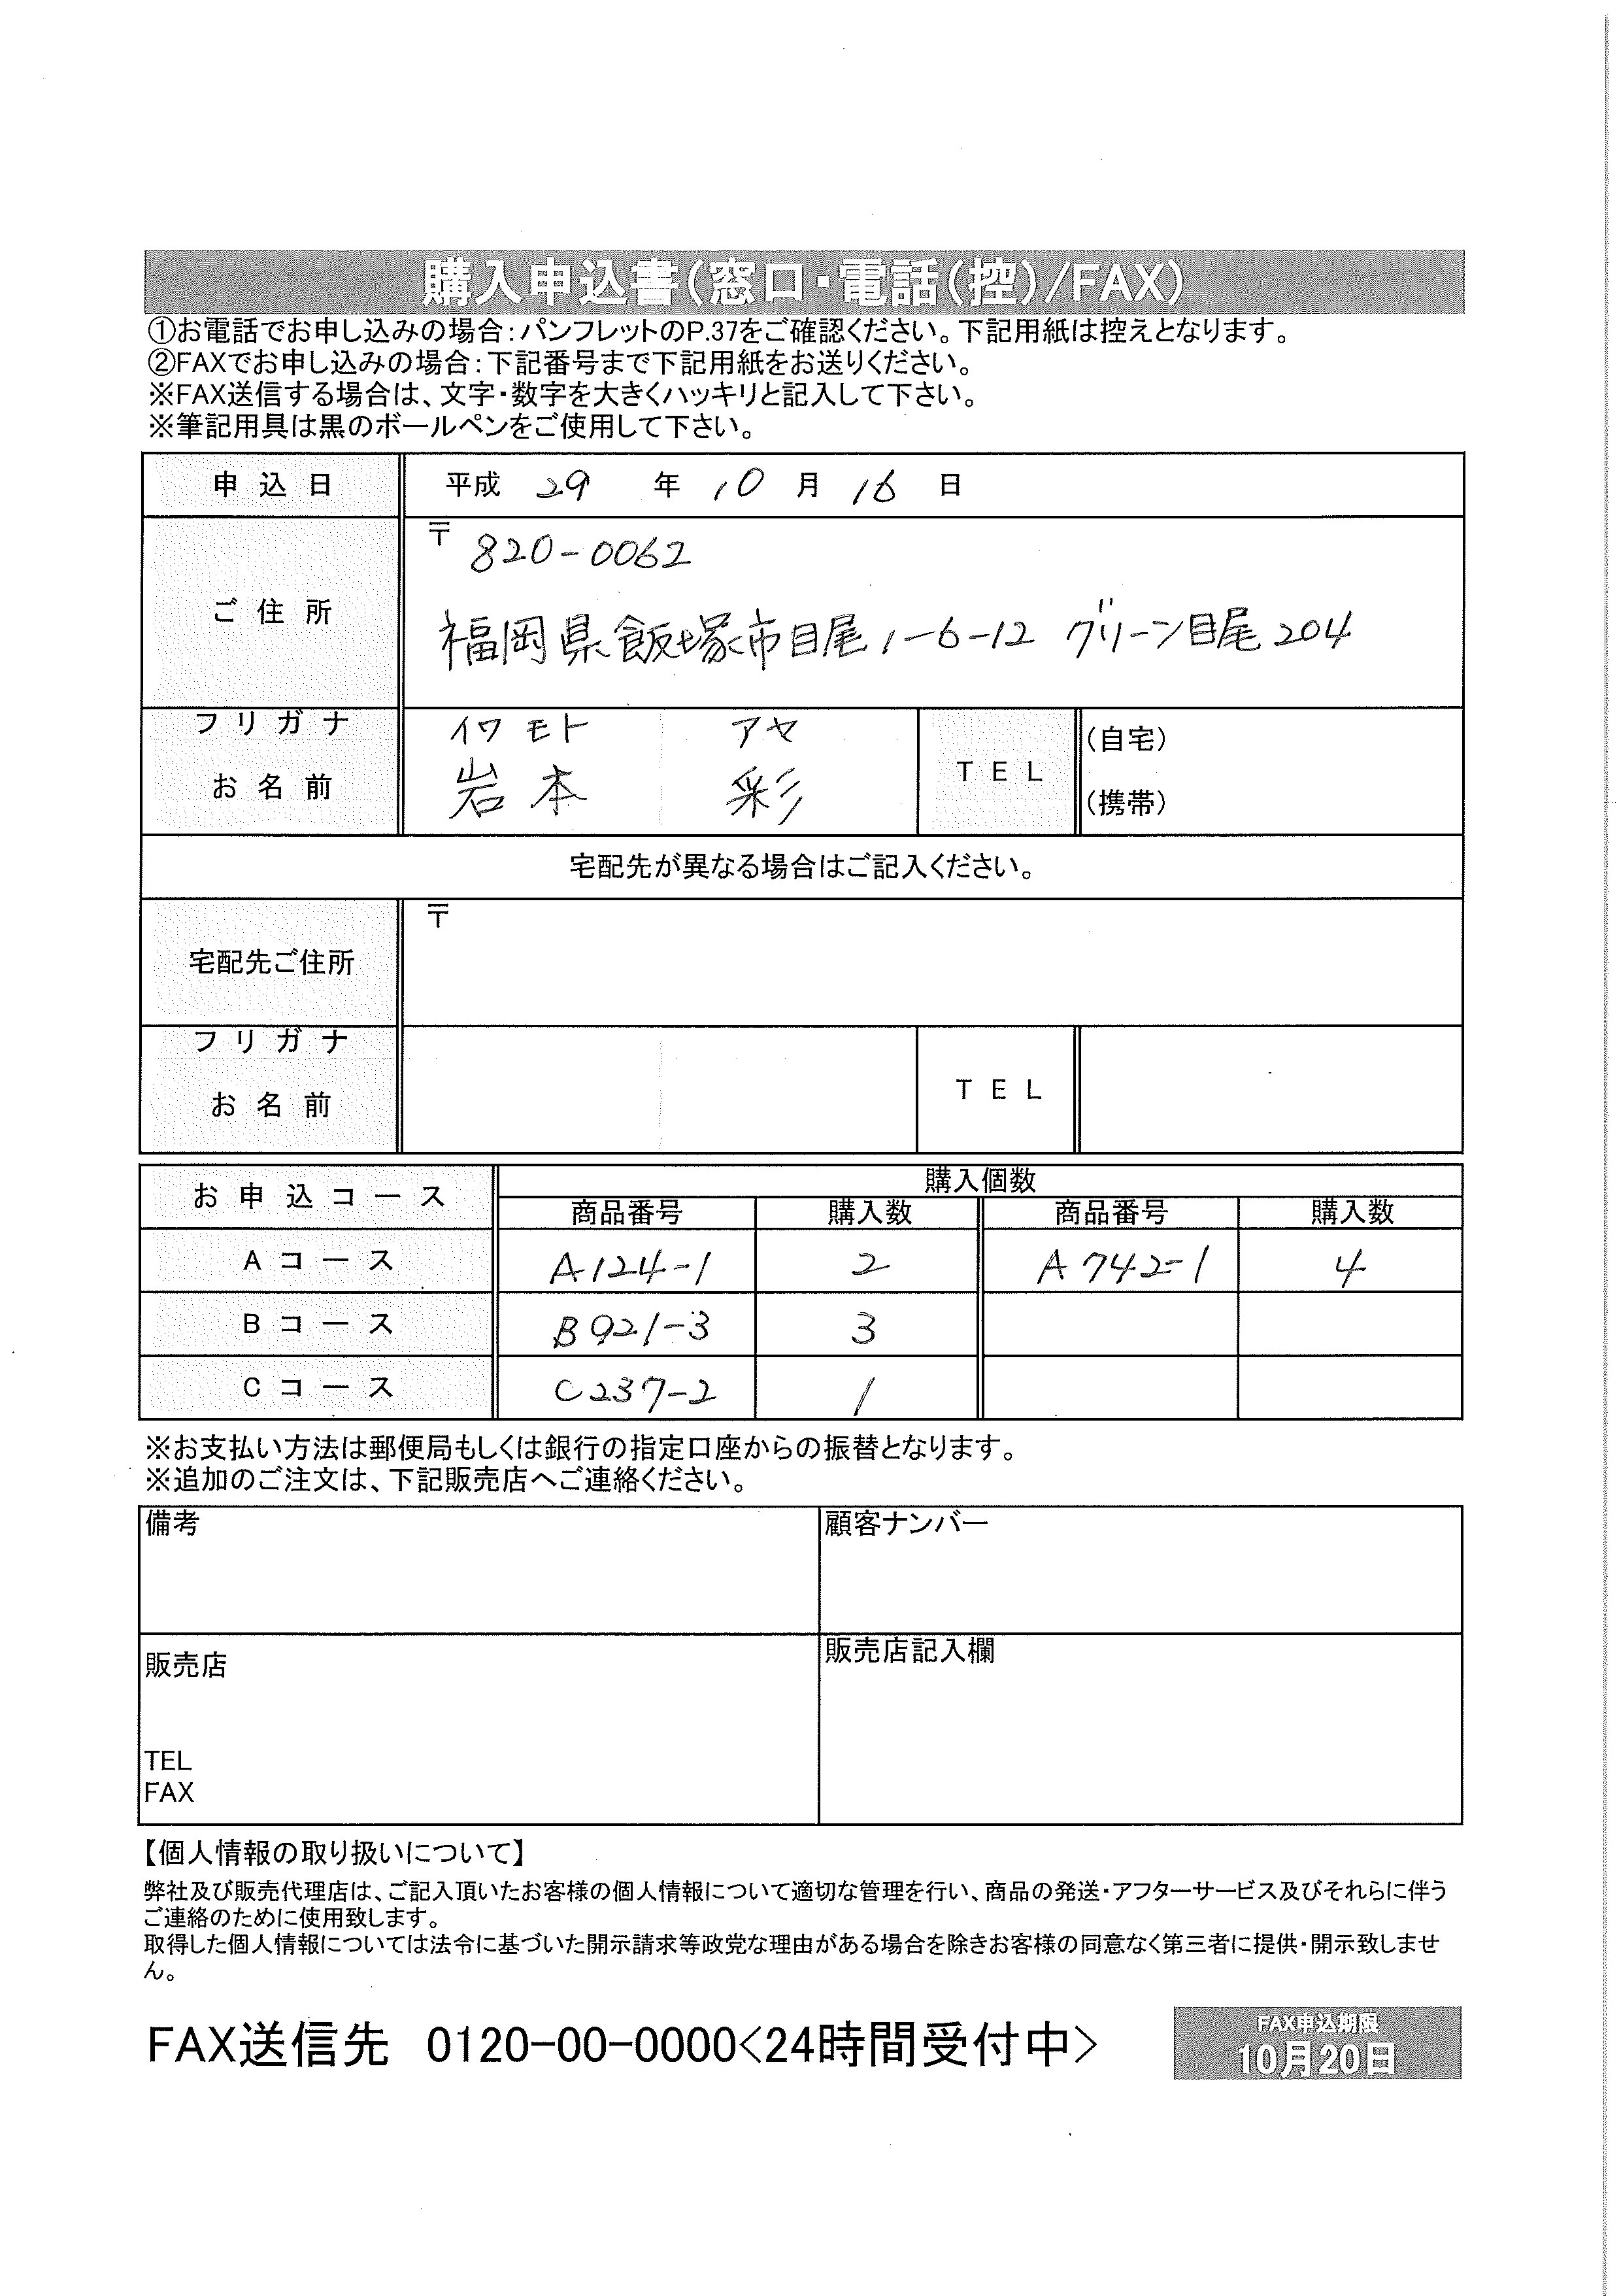 購入申込書(窓口・電話(控)/FAX)
①お電話でお申し込みの場合:パンフレットのP.37をご確認ください。下記用紙は控えとなります。
②FAXでお申し込みの場合:下記番号まで下記用紙をお送りください。
※FAX送信する場合は、文字・数字を大きくハッキリと記入して下さい。
※筆記用具は黒のボールペンをご使用して下さい。
申込日 平成 29 年 10 月 16 日
ご住所 〒 820-0062
福岡県飯塚市目尾1-6-12 グリーン目尾204
フリガナ イワモト アヤ
お名前 岩本 彩
TEL (自宅)
(携帯)
宅配先が異なる場合はご記入ください。
宅配先ご住所 〒
フリガナ
お名前 TEL
お申込コース 購入個数
商品番号 購入数 商品番号 購入数
Aコース A124-1 2 A742-1 4
Bコース B921-3 3
Cコース C237-2 1
※お支払い方法は郵便局もしくは銀行の指定口座からの振替となります。
※追加のご注文は、下記販売店へご連絡ください。
備考 顧客ナンバー
販売店 販売店記入欄
TEL
FAX
【個人情報の取り扱いについて】
弊社及び販売代理店は、ご記入頂いたお客様の個人情報について適切な管理を行い、商品の発送・アフターサービス及びそれらに伴う
ご連絡のために使用致します。
取得した個人情報については法令に基づいた開示請求等政党な理由がある場合を除きお客様の同意なく第三者に提供・開示致しませ
ん。
FAX送信先 0120-00-0000<24時間受付中>
FAX申込期限
10月20日